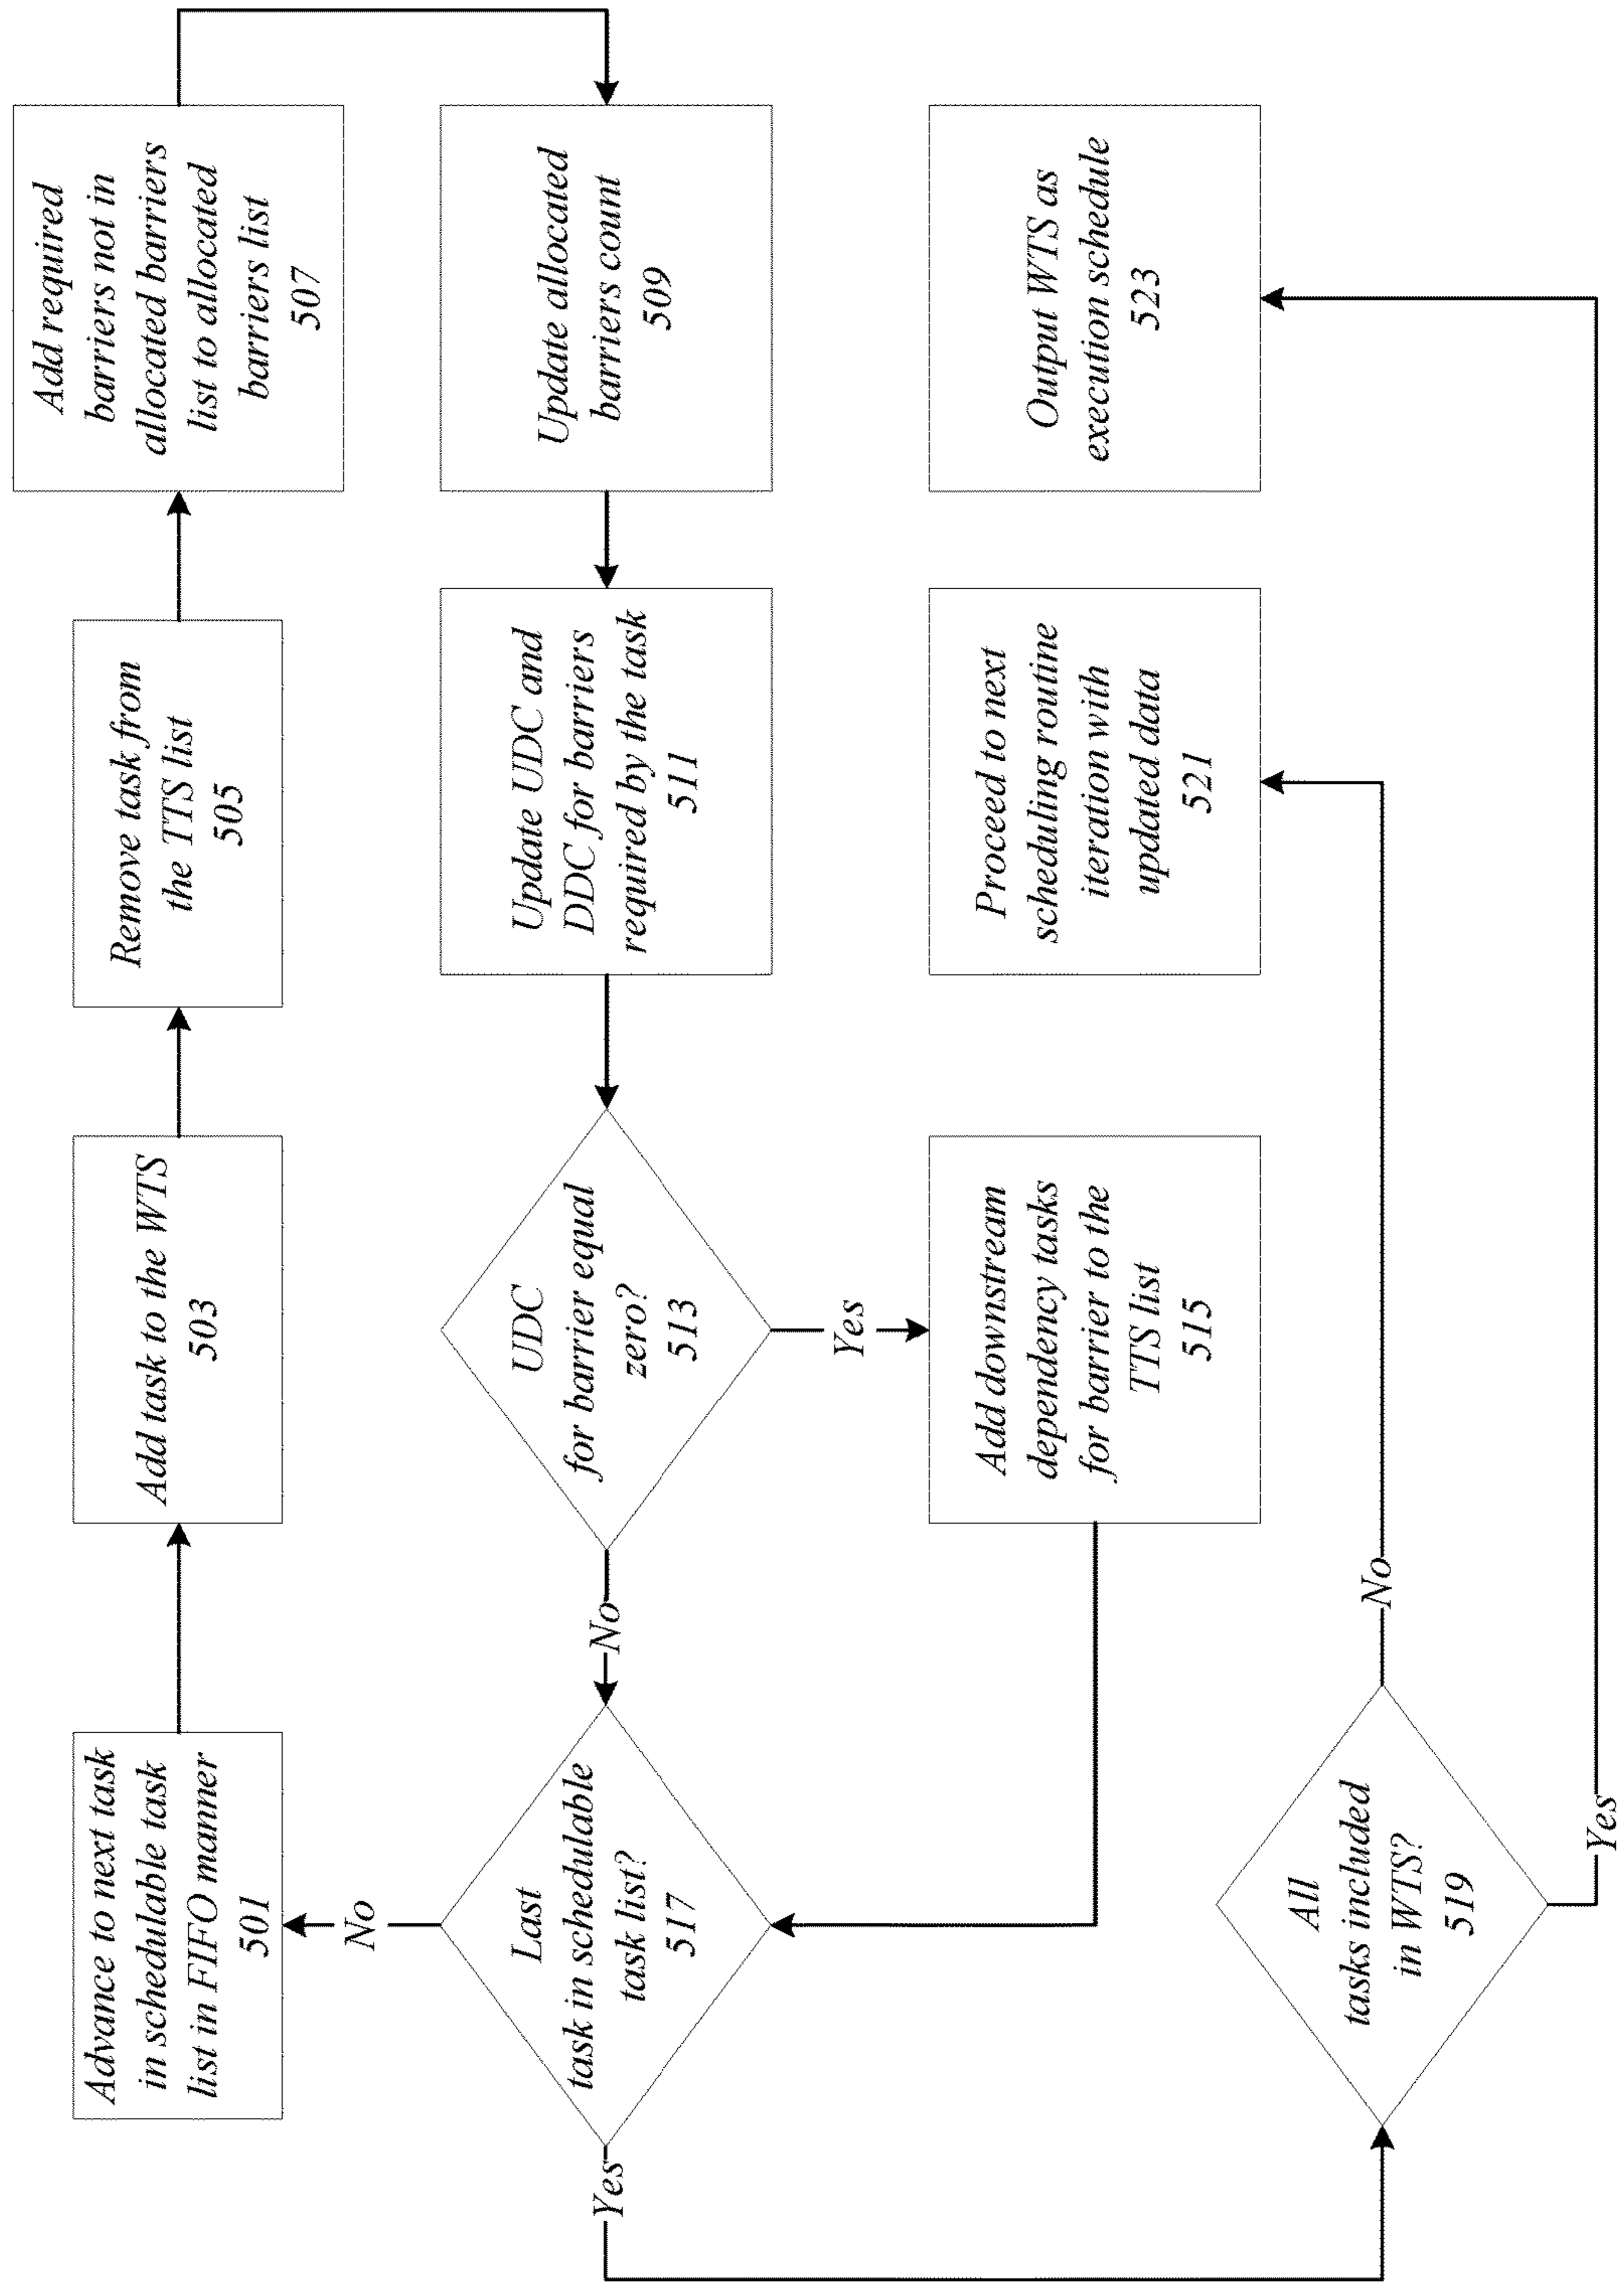 Advance to next task
in schedulable task
list in FIFO manner
501
Add task to the WTS
503
Remove task from
the TTS list
505
Add required
barriers not in
allocated barriers
list to allocated
barriers list
507
No
Yes
Last
task in schedulable
task list?
517
No
UDC
for barrier equal
zero?
513
Update UDC and
DDC for barriers
required by the task
511
Update allocated
barriers count
509
Yes
Add downstream
dependency tasks
for barrier to the
TTS list
515
Proceed to next
scheduling routine
iteration with
updated data
521
Output WTS as
execution schedule
523
All
tasks included
in WTS?
519
No
Yes